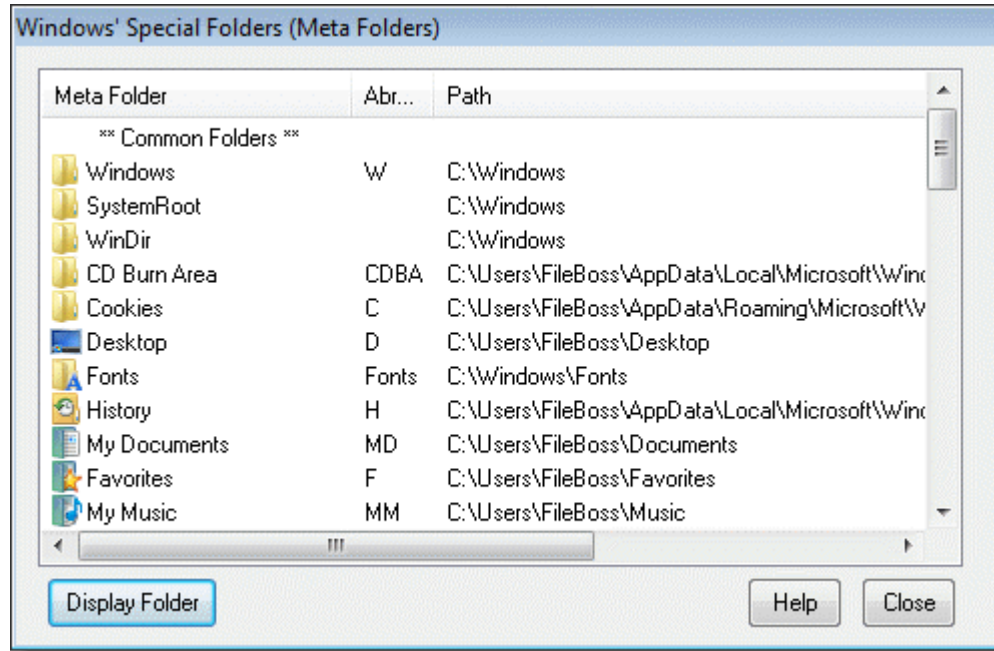 Windows' Special Folders (Meta Folders)
Meta Folder Abr... Path
** Common Folders **
Windows W C:\Windows
SystemRoot C:\Windows
WinDir C:\Windows
CD Burn Area CDBA C:\Users\FileBoss\AppData\Local\Microsoft\Wind
Cookies C C:\Users\FileBoss\AppData\Roaming\Microsoft\W
Desktop D C:\Users\FileBoss\Desktop
Fonts Fonts C:\Windows\Fonts
History H C:\Users\FileBoss\AppData\Local\Microsoft\Wind
My Documents MD C:\Users\FileBoss\Documents
Favorites F C:\Users\FileBoss\Favorites
My Music MM C:\Users\FileBoss\Music
Display Folder Help Close